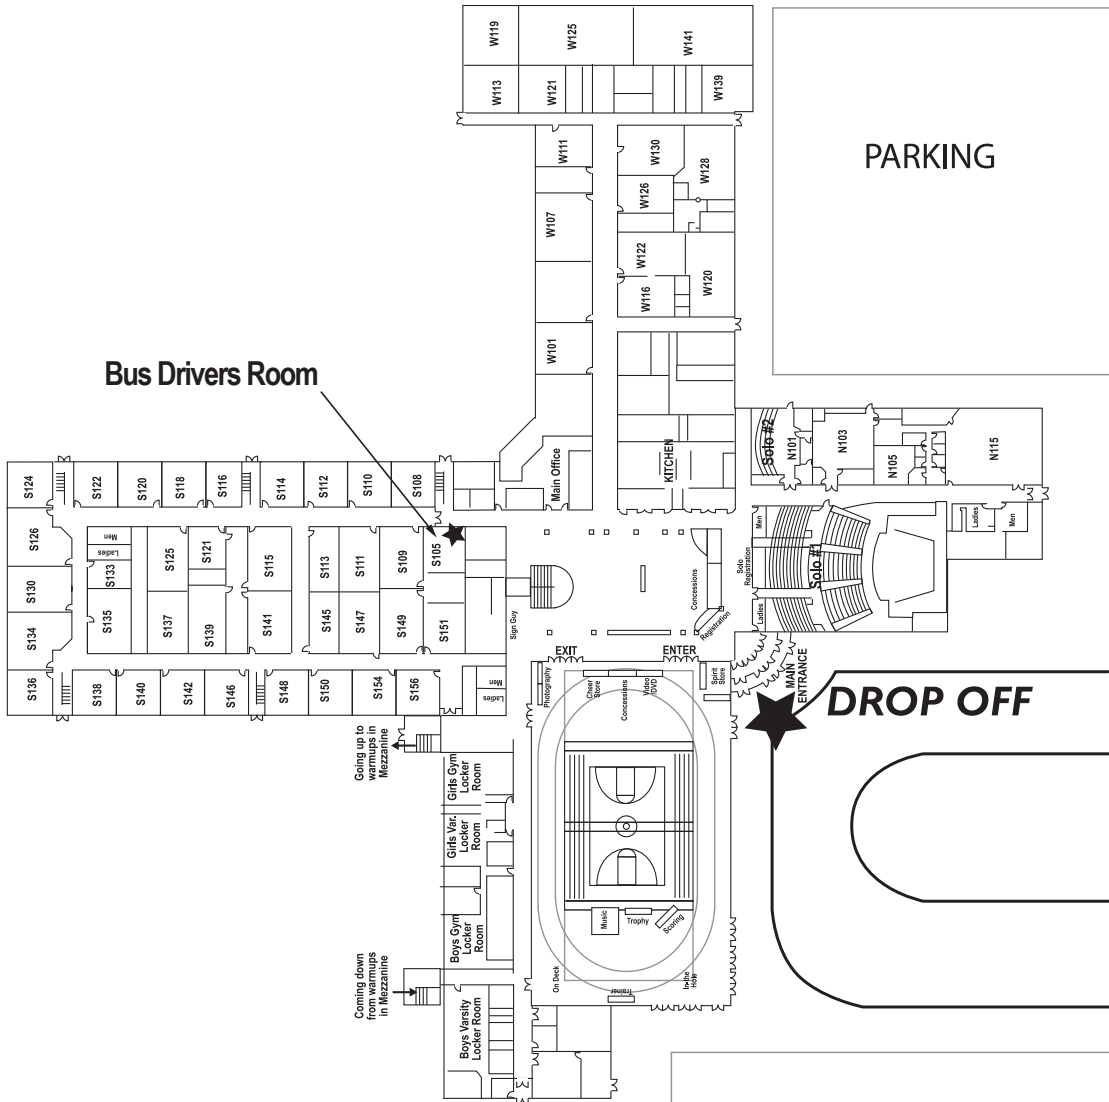 W119
W125
W141
W113
W121
W139
PARKING
W111
W130
W128
W126
W107
W122
W120
W116
W101
Bus Drivers Room
Solo #2
N101
N103
N105
N115
Main Office
KITCHEN
S124
S122
S120
S118
S116
S114
S112
S110
S108
S126
Men
Ladies
S133
S125
S121
S115
S113
S111
S109
S105
Men
Solo #1
Ladies
Men
Solo
Registration
Concessions
S130
S135
S137
S139
S141
S145
S147
S149
S151
Sign Guy
Registration
Ladies
S134
EXIT
ENTER
MAIN
ENTRANCE
S136
S138
S140
S142
S146
S148
S150
S154
S156
Men
Ladies
Photography
Cheer
Store
Concessions
Video
/DVD
Spirit
Store
DROP OFF
Going up to
warmups in
Mezzanine
Girls Gym
Locker
Room
Girls Var.
Locker
Room
Boys Gym
Locker
Room
Music
Trophy
Scoring
Coming down
from warmups
in Mezzanine
On Deck
Trainer
In the
Hole
Boys Varsity
Locker Room